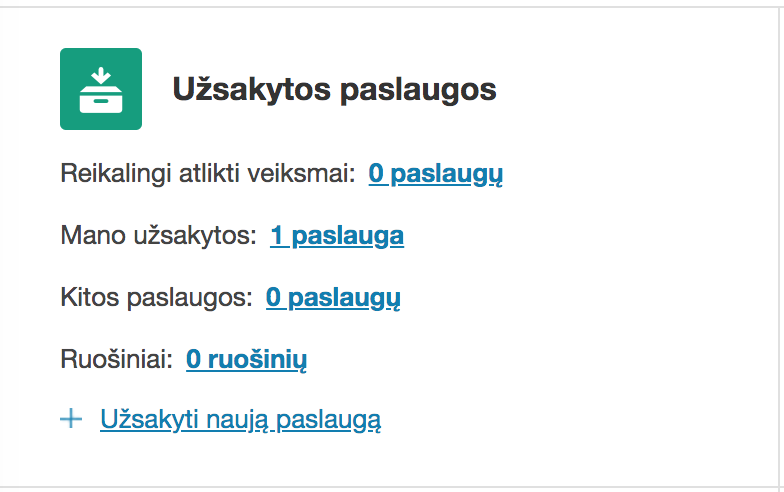 Užsakytos paslaugos
Reikalingi atlikti veiksmai: 0 paslaugų
Mano užsakytos: 1 paslauga
Kitos paslaugos: 0 paslaugų
Ruošiniai: 0 ruošinių
+ Užsakyti naują paslaugą